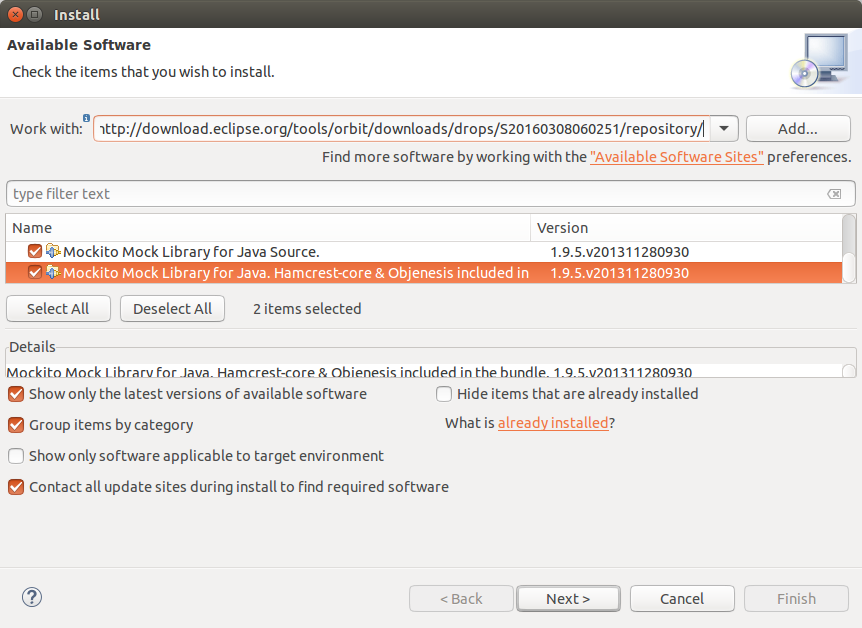 Install
Available Software
Check the items that you wish to install.
Work with: http://download.eclipse.org/tools/orbit/downloads/drops/S20160308060251/repository/ Add...
Find more software by working with the "Available Software Sites" preferences.
type filter text
Name Version
Mockito Mock Library for Java Source. 1.9.5.v201311280930
Mockito Mock Library for Java. Hamcrest-core & Objenesis included in 1.9.5.v201311280930
Select All Deselect All 2 items selected
Details
Mockito Mock Library for Java. Hamcrest-core & Objenesis included in the bundle. 1.9.5.v201311280930
Show only the latest versions of available software Hide items that are already installed
Group items by category What is already installed?
Show only software applicable to target environment
Contact all update sites during install to find required software
? < Back Next > Cancel Finish